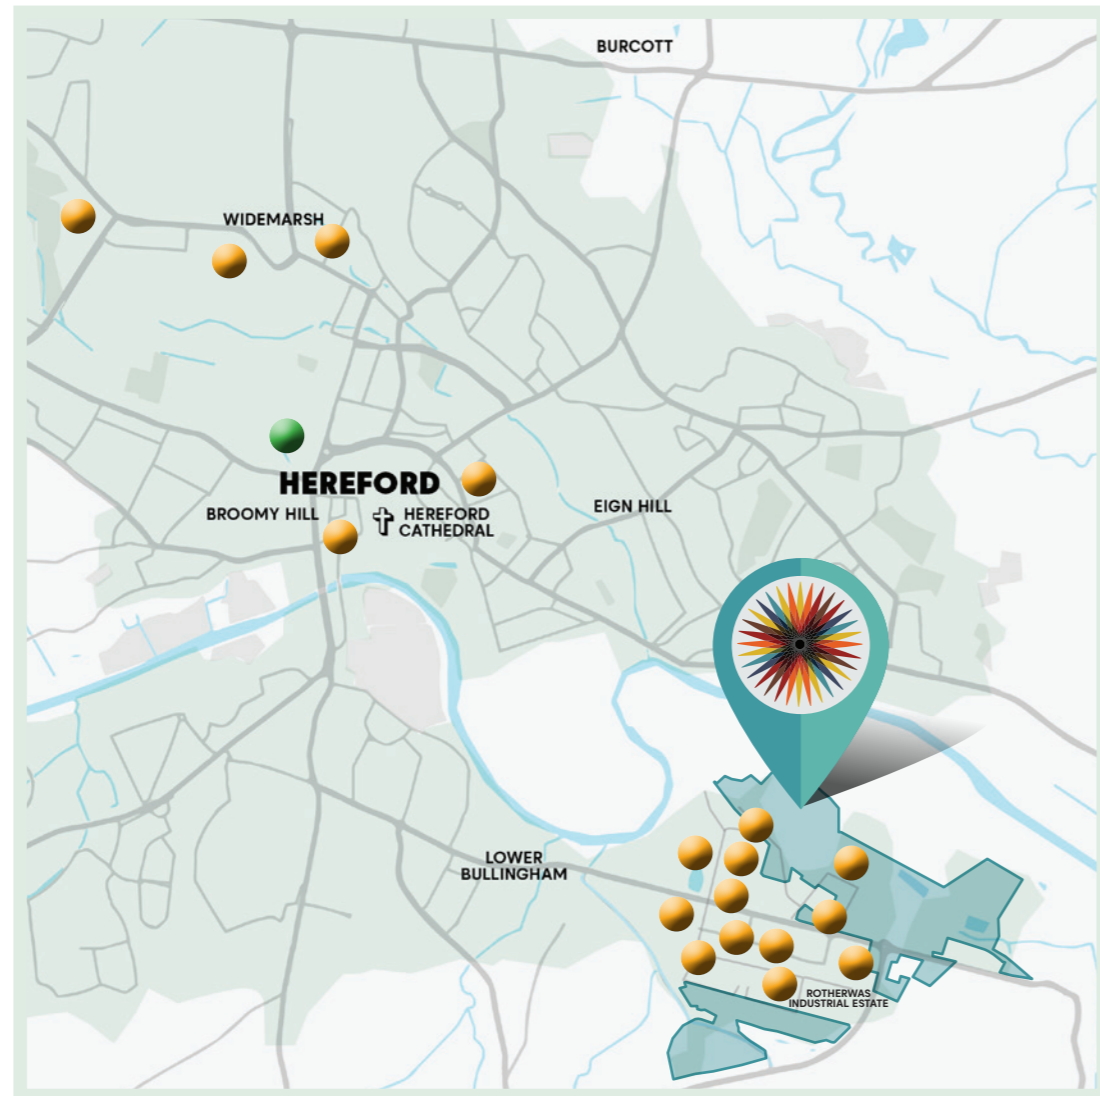 BURCOTT
WIDEMARSH
HEREFORD
BROOMY HILL
HEREFORD
CATHEDRAL
EIGN HILL
LOWER
BULLINGHAM
ROTHERWAS
INDUSTRIAL ESTATE